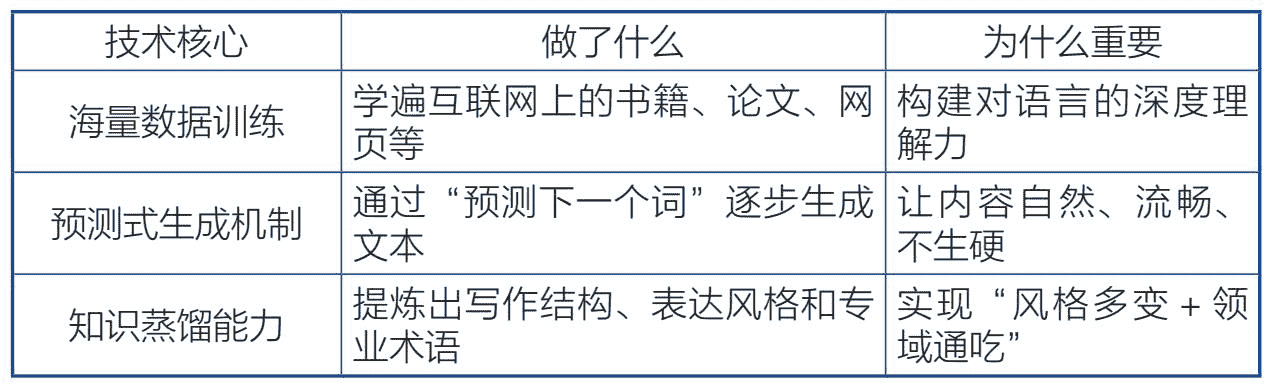 技术核心 做了什么 为什么重要
海量数据训练
学遍互联网上的书籍、论文、网
页等
构建对语言的深度理
解力
预测式生成机制
通过“预测下一个词”逐步生成
文本
让内容自然、流畅、
不生硬
知识蒸馏能力
提炼出写作结构、表达风格和专
业术语
实现“风格多变+领
域通吃”